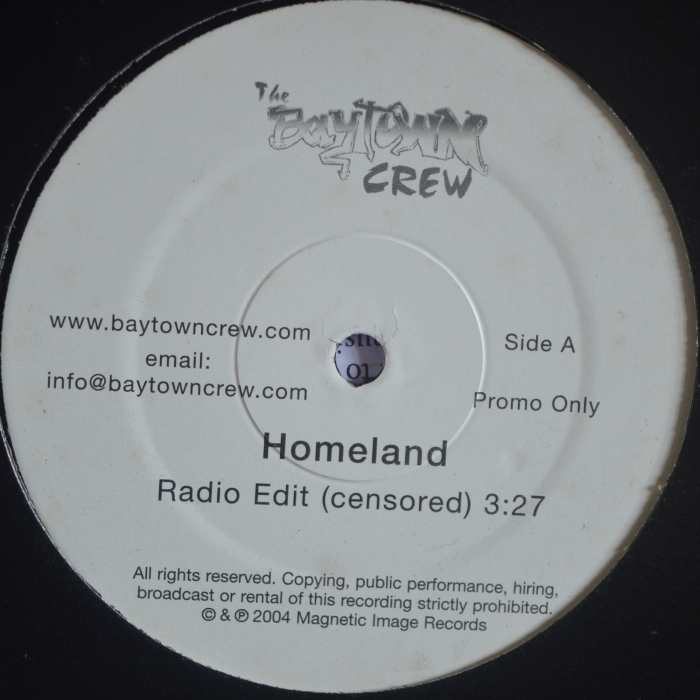 The
BAYTOWN
CREW
www.baytowncrew.com
email:
info@baytowncrew.com
Side A
Promo Only
Homeland
Radio Edit (censored) 3:27
All rights reserved. Copying, public performance, hiring,
broadcast or rental of this recording strictly prohibited.
© & ℗ 2004 Magnetic Image Records